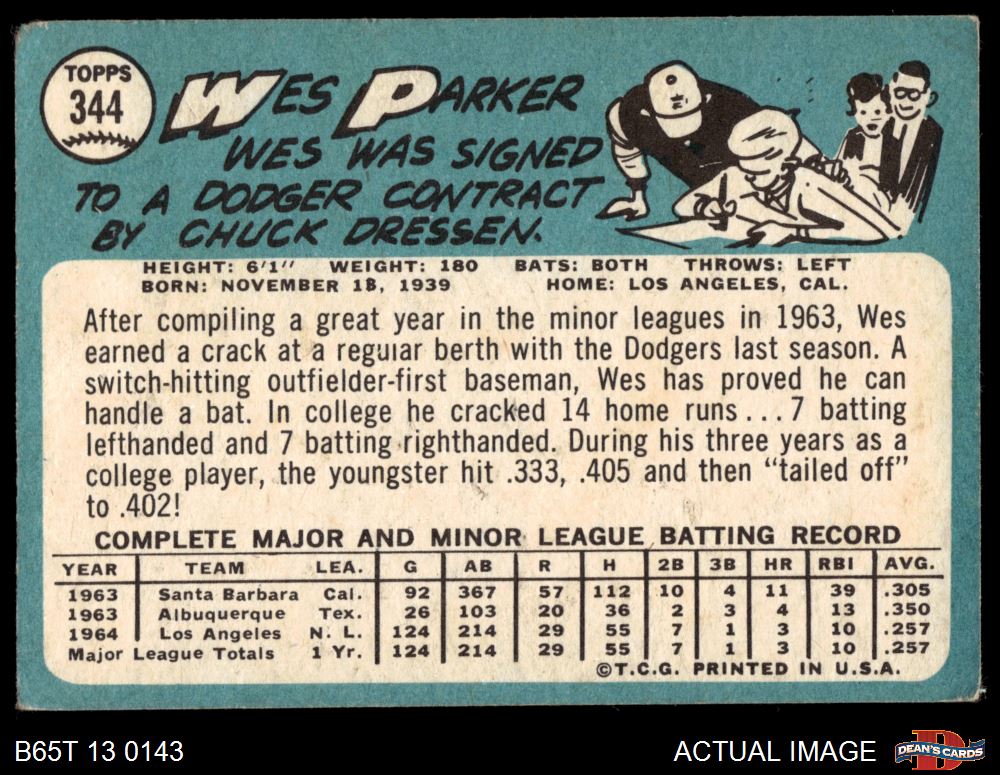 TOPPS
344
WES PARKER
WES WAS SIGNED
TO A DODGER CONTRACT
BY CHUCK DRESSEN.
HEIGHT: 6'1" WEIGHT: 180 BATS: BOTH THROWS: LEFT
BORN: NOVEMBER 18, 1939 HOME: LOS ANGELES, CAL.
After compiling a great year in the minor leagues in 1963, Wes
earned a crack at a regular berth with the Dodgers last season. A
switch-hitting outfielder-first baseman, Wes has proved he can
handle a bat. In college he cracked 14 home runs...7 batting
lefthanded and 7 batting righthanded. During his three years as a
college player, the youngster hit .333, .405 and then "tailed off"
to .402!
COMPLETE MAJOR AND MINOR LEAGUE BATTING RECORD
YEAR TEAM LEA. G AB R H 2B 3B HR RBI AVG.
1963 Santa Barbara Cal. 92 367 57 112 10 4 11 39 .305
1963 Albuquerque Tex. 26 103 20 36 2 3 4 13 .350
1964 Los Angeles N. L. 124 214 29 55 7 1 3 10 .257
Major League Totals 1 Yr. 124 214 29 55 7 1 3 10 .257
©T.C.G. PRINTED IN U.S.A.
B65T 13 0143 ACTUAL IMAGE DEAN'S CARDS